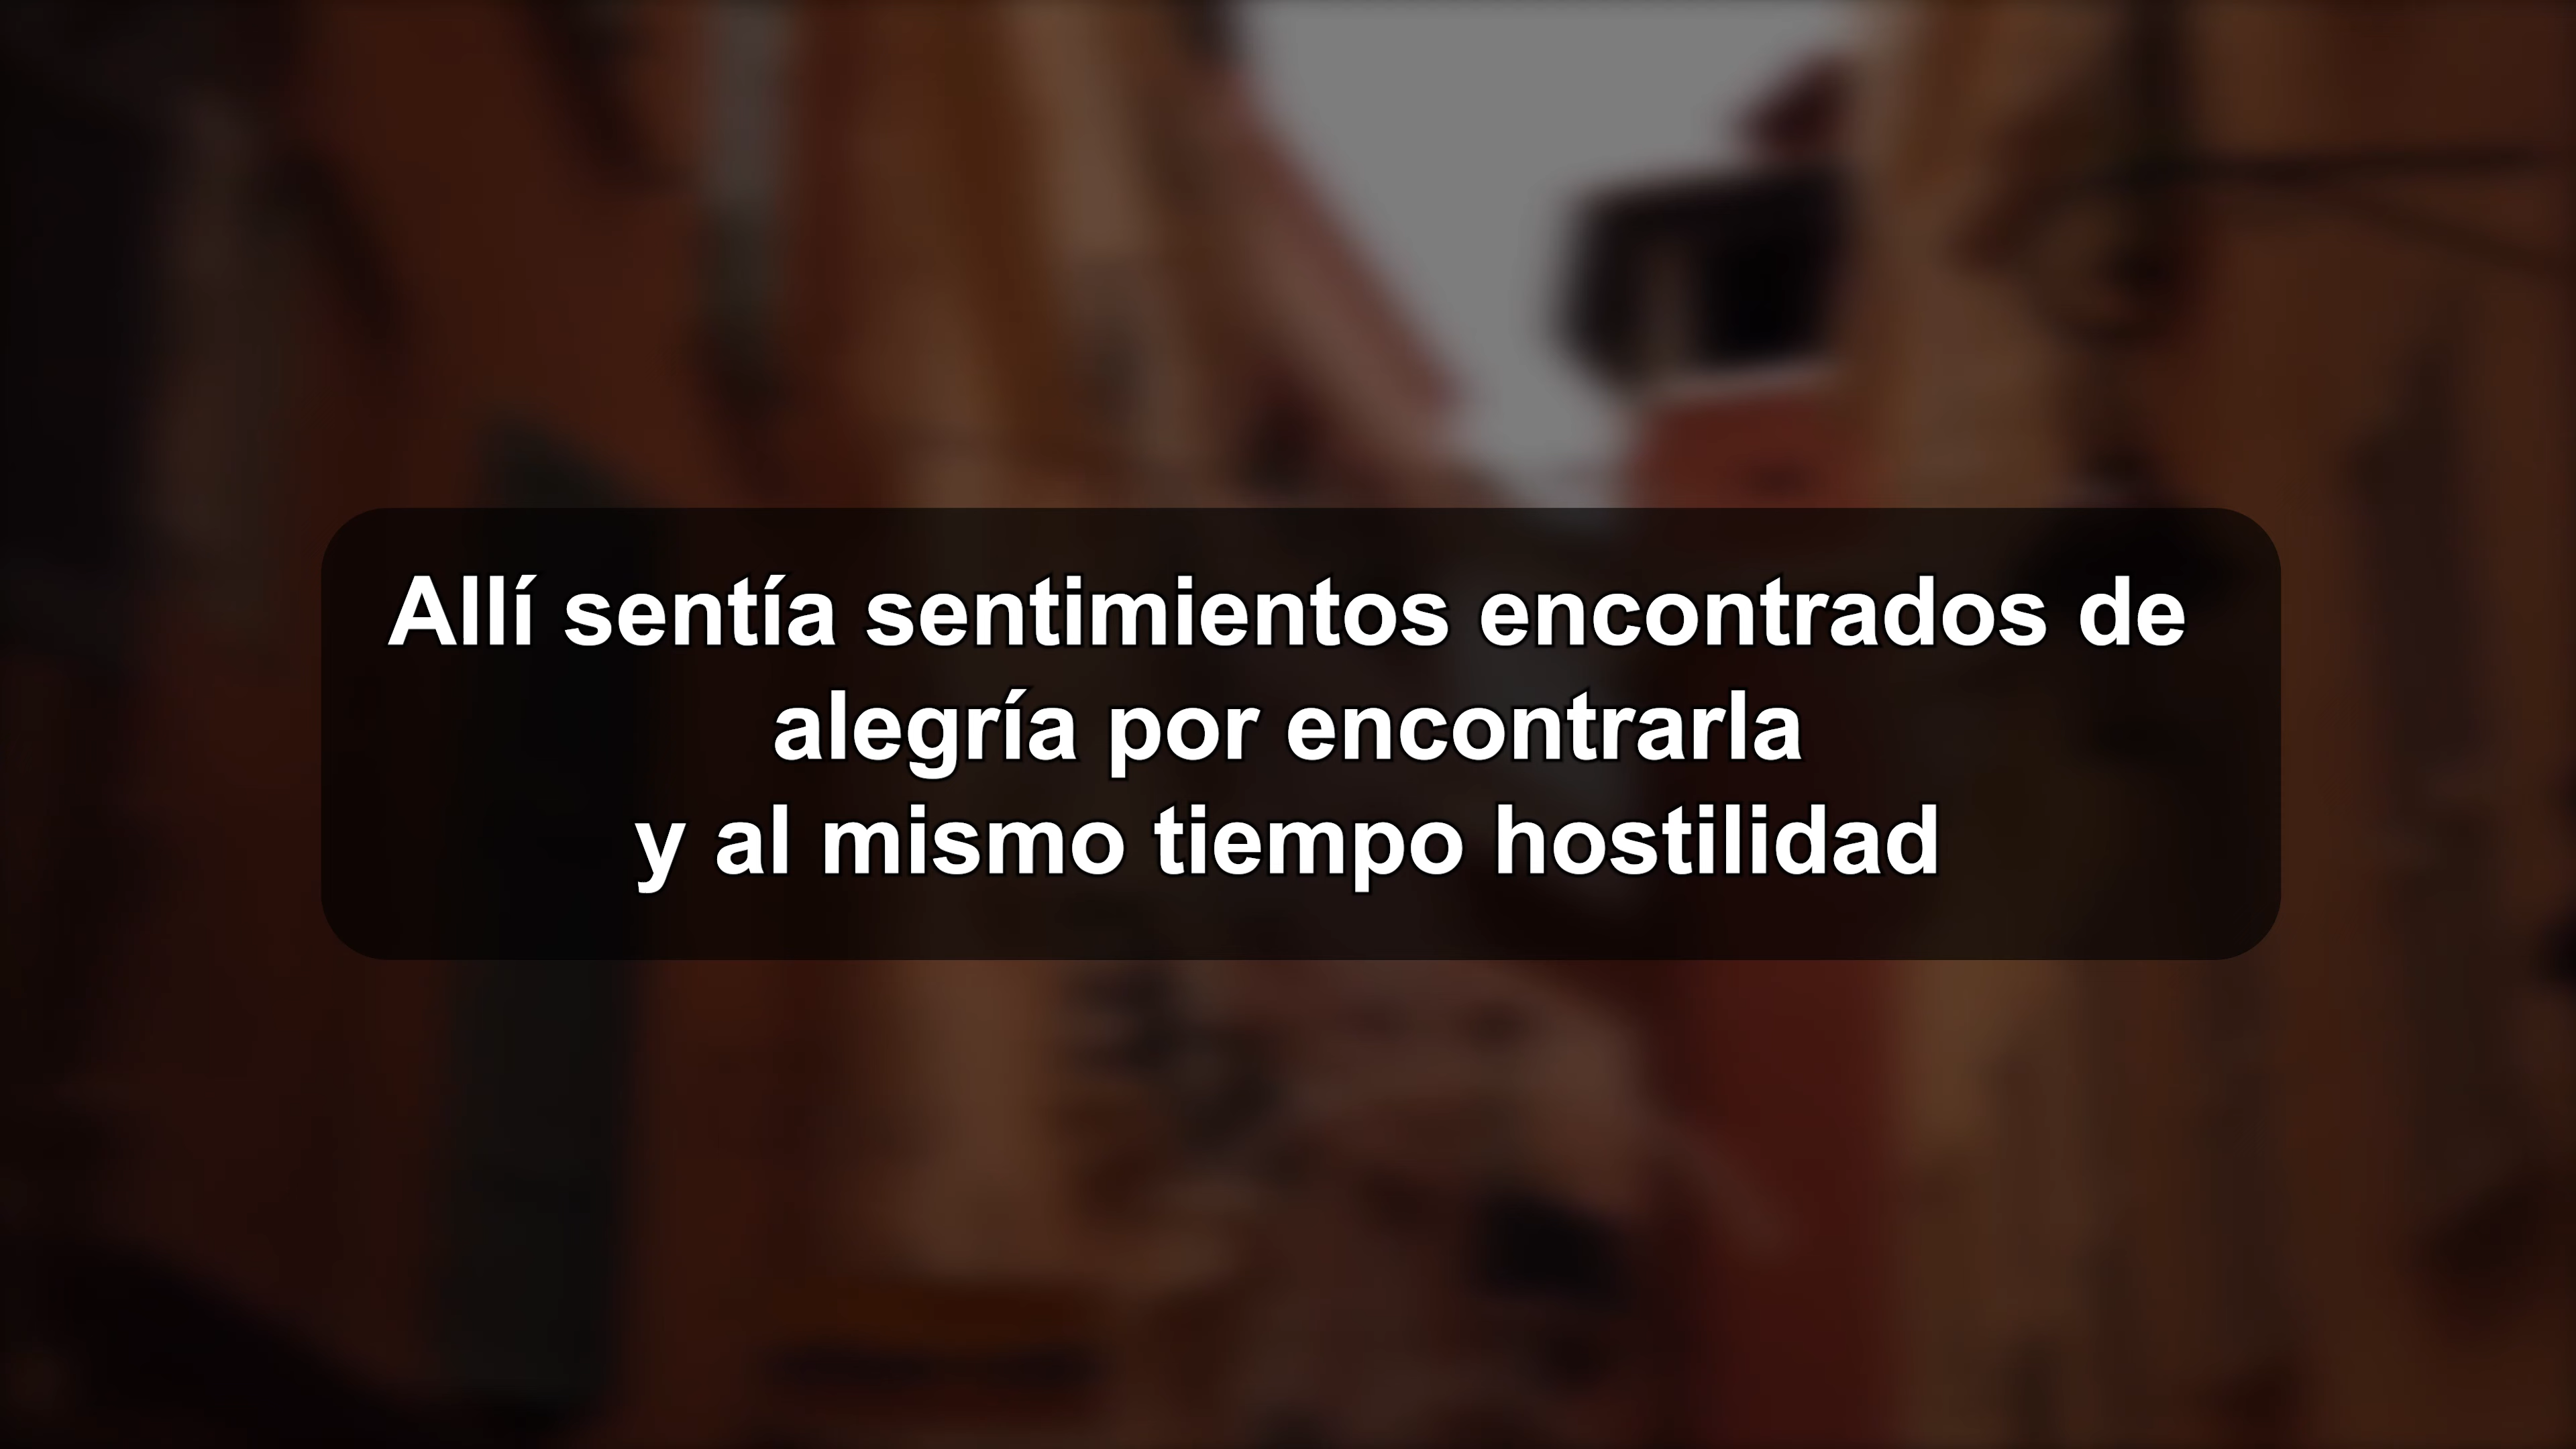 Allí sentía sentimientos encontrados de
alegría por encontrarla
y al mismo tiempo hostilidad